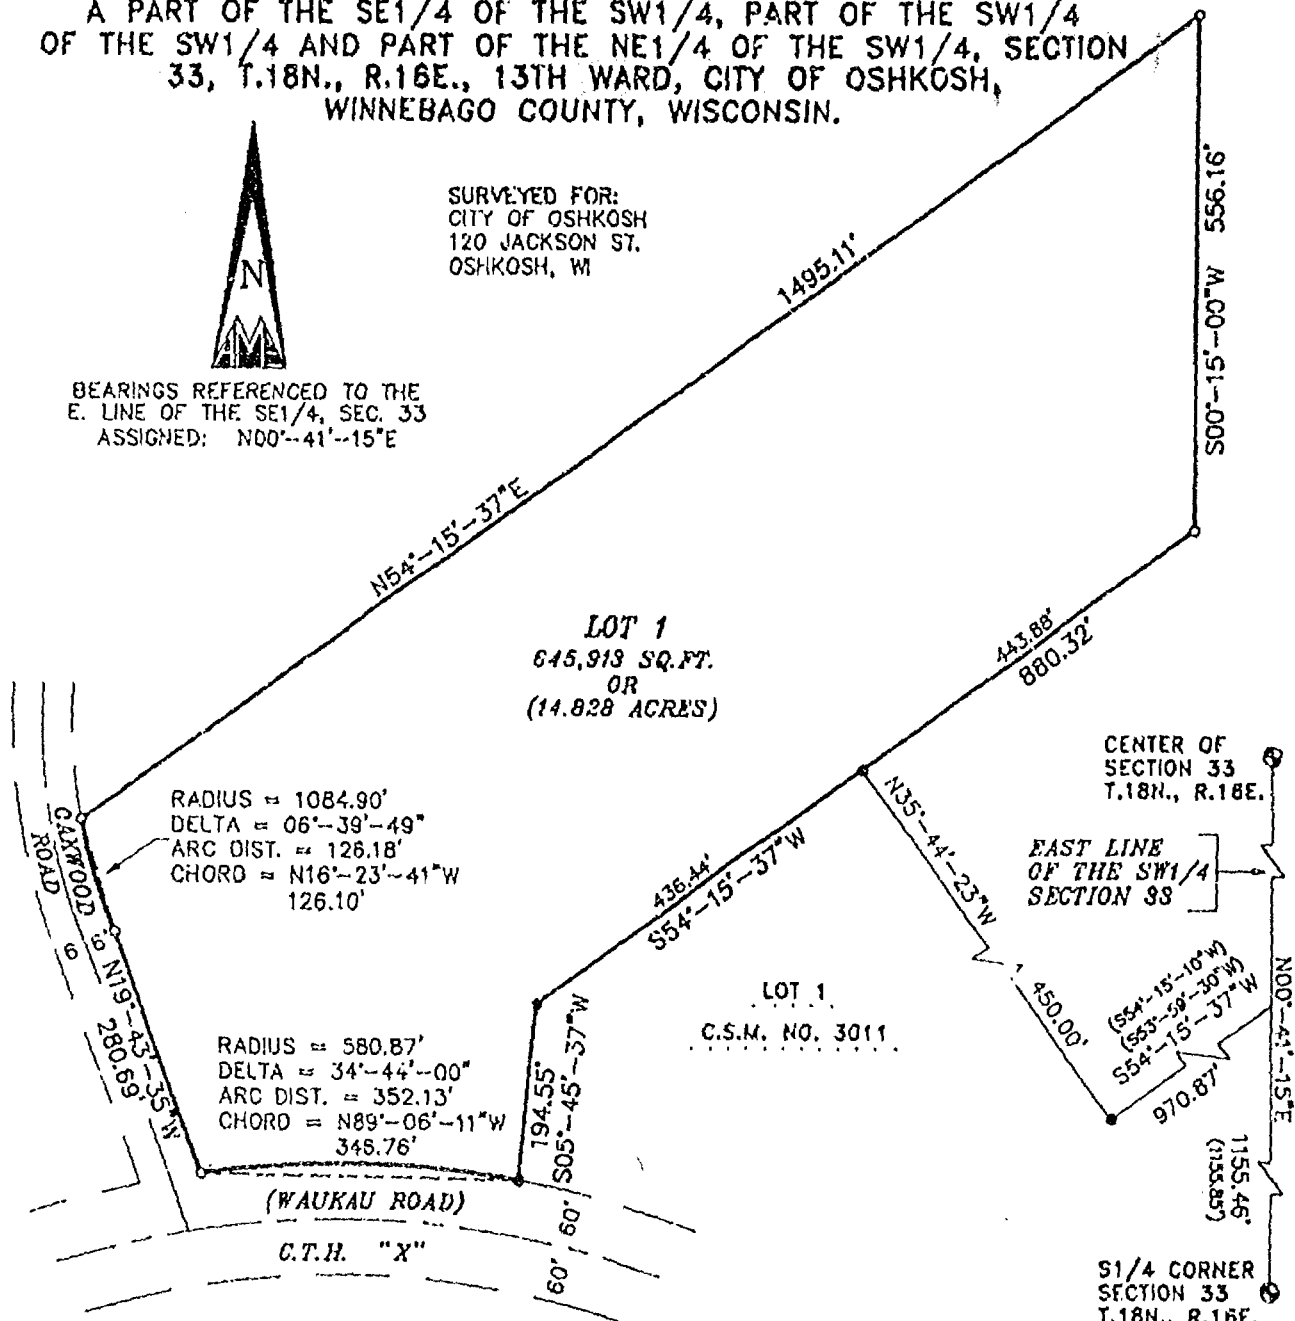 A PART OF THE SE1/4 OF THE SW1/4, PART OF THE SW1/4
OF THE SW1/4 AND PART OF THE NE1/4 OF THE SW1/4, SECTION
33, T.18N., R.16E., 13TH WARD, CITY OF OSHKOSH,
WINNEBAGO COUNTY, WISCONSIN.
SURVEYED FOR:
CITY OF OSHKOSH
120 JACKSON ST.
OSHKOSH, WI
N
AME
BEARINGS REFERENCED TO THE
E. LINE OF THE SE1/4, SEC. 33
ASSIGNED: N00°-41'-15"E
1495.11'
N54°-15'-37"E
556.16'
S00°-15'-00"W
LOT 1
645,913 SQ.FT.
OR
(14.828 ACRES)
443.88'
880.32'
436.44'
S54°-15'-37"W
RADIUS = 1084.90'
DELTA = 06°-39'-49"
ARC DIST. = 126.18'
CHORD = N16°-23'-41"W
126.10'
OAKWOOD
ROAD
N19°-43'-35"W
280.69'
RADIUS = 580.87'
DELTA = 34°-44'-00"
ARC DIST. = 352.13'
CHORD = N89°-06'-11"W
346.76'
194.55'
S05°-45'-37"W
(WAUKAU ROAD)
C.T.H. "X"
60'
60'
LOT 1
C.S.M. NO. 3011
N35°-44'-23"W
450.00'
CENTER OF
SECTION 33
T.18N., R.16E.
EAST LINE
OF THE SW1/4
SECTION 33
(S54°-15'-10"W)
(S53°-59'-30"W)
S54°-15'-37"W
970.87'
N00°-41'-15"E
1155.46'
(1155.85')
S1/4 CORNER
SECTION 33
T.18N., R.16E.